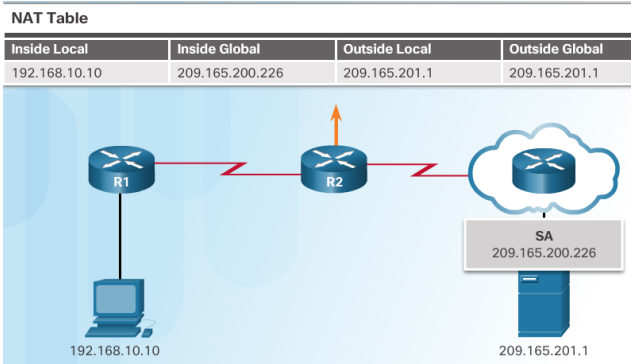 NAT Table
Inside Local Inside Global Outside Local Outside Global
192.168.10.10 209.165.200.226 209.165.201.1 209.165.201.1
R1 R2
SA
209.165.200.226
192.168.10.10 209.165.201.1